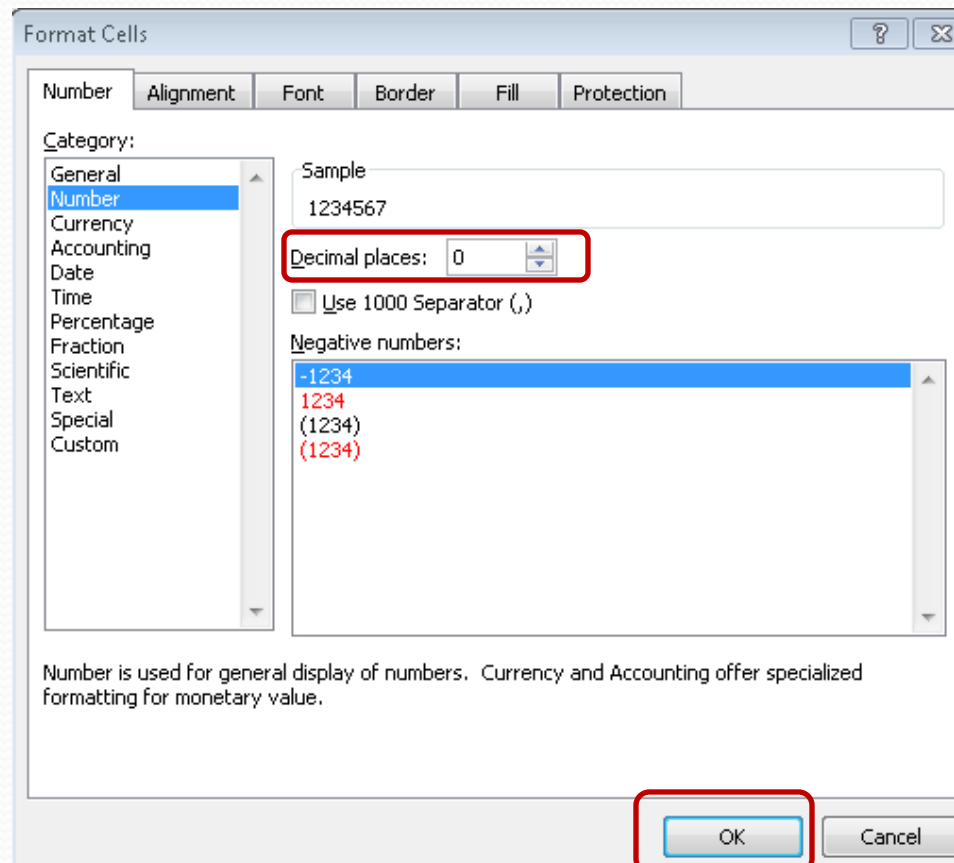 Format Cells
Number Alignment Font Border Fill Protection
Category:
General
Number
Currency
Accounting
Date
Time
Percentage
Fraction
Scientific
Text
Special
Custom
Sample
1234567
Decimal places: 0
Use 1000 Separator (,)
Negative numbers:
-1234
1234
(1234)
(1234)
Number is used for general display of numbers.  Currency and Accounting offer specialized
formatting for monetary value.
OK Cancel